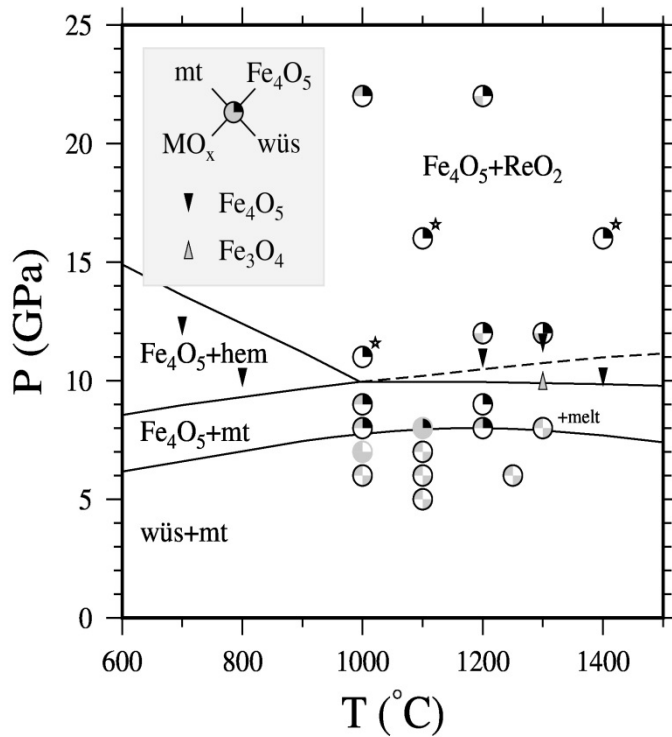 25
20
15
10
5
0
P (GPa)
mt Fe₄O₅
MOₓ wüs
Fe₄O₅
Fe₃O₄
Fe₄O₅+ReO₂
Fe₄O₅+hem
Fe₄O₅+mt
+melt
wüs+mt
600 800 1000 1200 1400
T (°C)